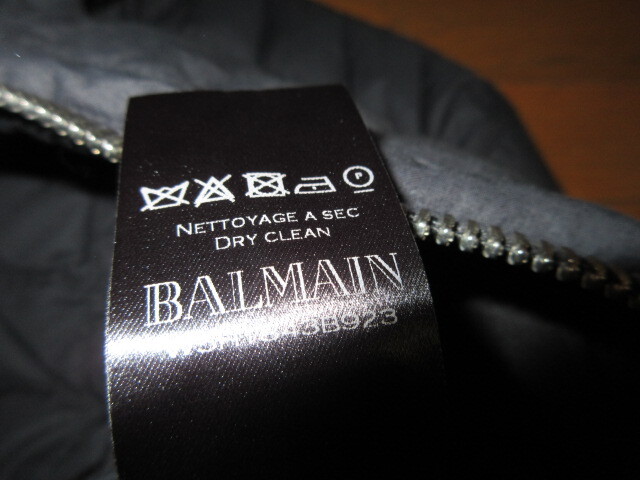 P
NETTOYAGE A SEC
DRY CLEAN
BALMAIN